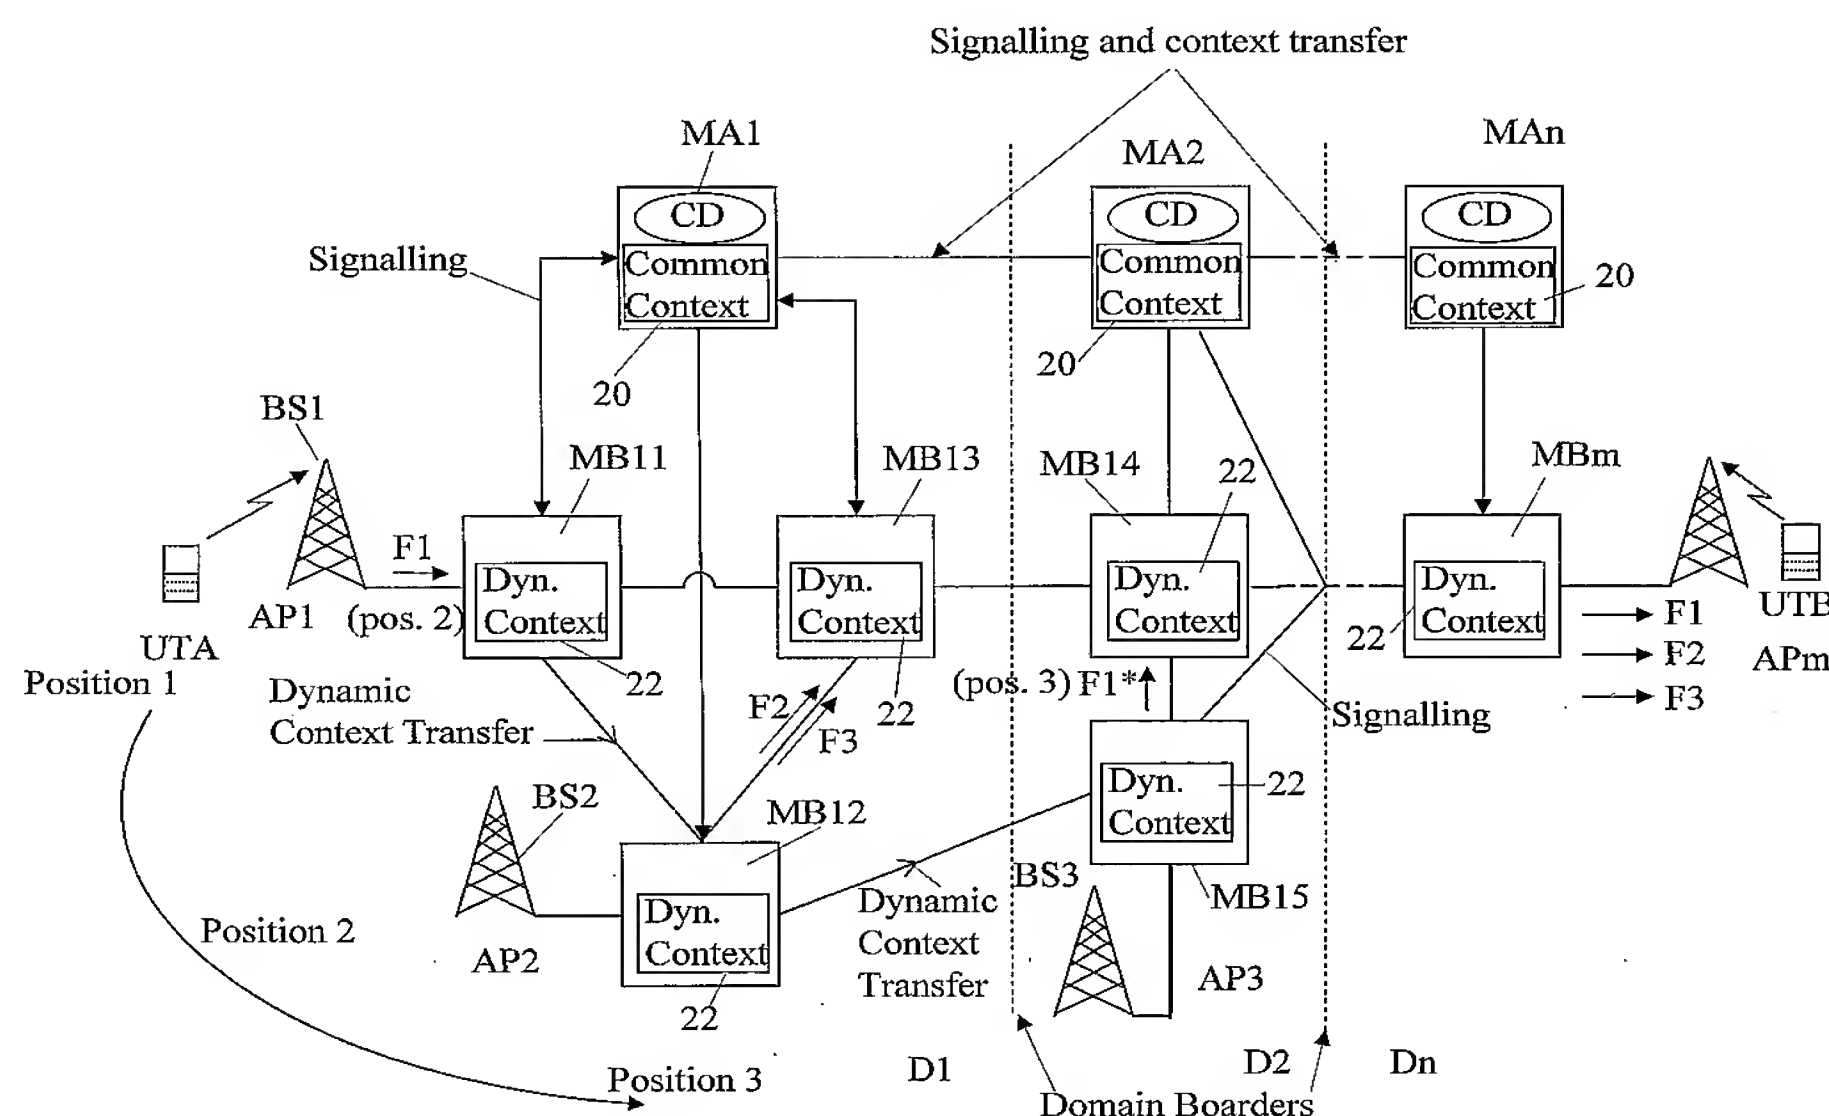 Signalling and context transfer
MA1
MA2
MAn
CD
CD
CD
Signalling
Common
Context
Common
Context
Common
Context
20
20
20
BS1
MB11
MB13
MB14
22
MBm
F1
Dyn.
Context
Dyn.
Context
Dyn.
Context
Dyn.
Context
AP1
(pos. 2)
UTA
22
UTB
F1
F2
F3
APm
Position 1
22
22
(pos. 3) F1*
Dynamic
Context Transfer
F2
F3
Signalling
BS2
MB12
Dyn.
Context
22
Dyn.
Context
BS3
MB15
Dynamic
Context
Transfer
Position 2
AP2
22
AP3
Position 3
D1
D2
Dn
Domain Boarders